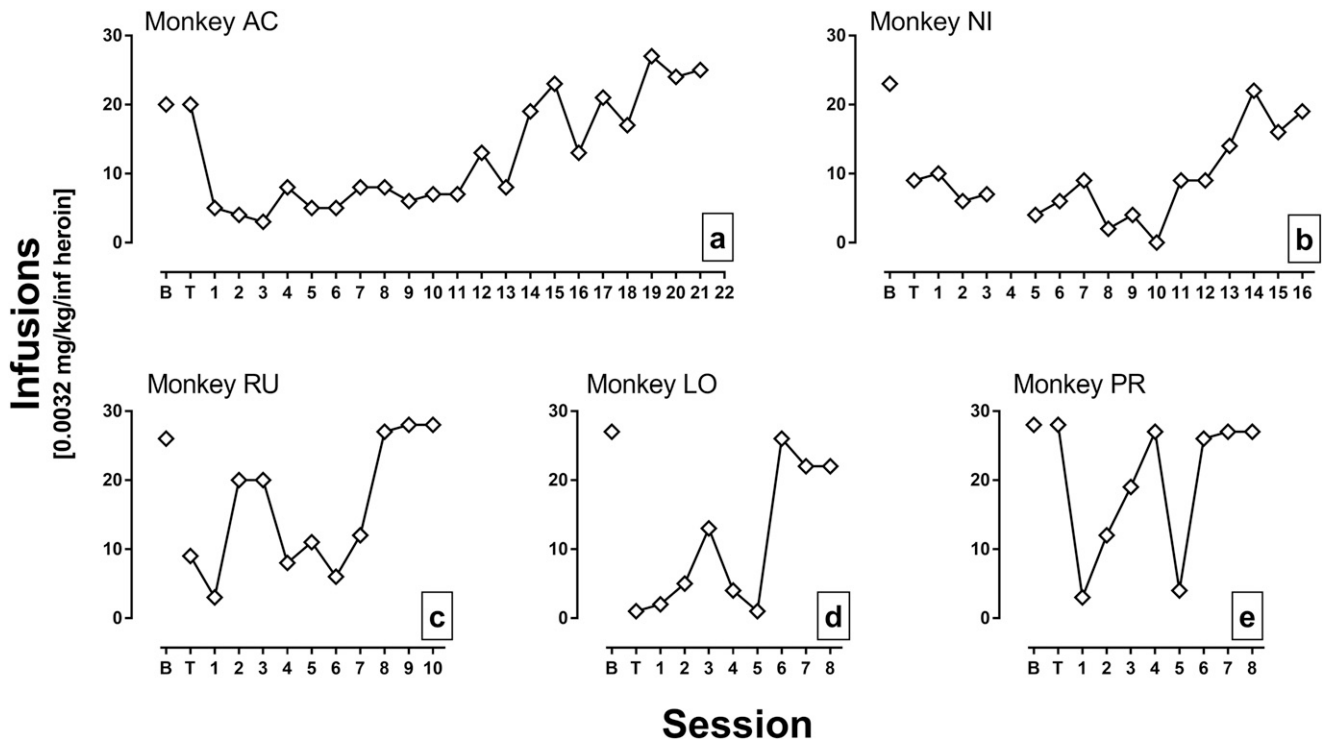 Monkey AC
30
20
10
0
a
B T 1 2 3 4 5 6 7 8 9 10 11 12 13 14 15 16 17 18 19 20 21 22
Monkey NI
30
20
10
0
b
B T 1 2 3 4 5 6 7 8 9 10 11 12 13 14 15 16
Infusions
[0.0032 mg/kg/inf heroin]
Monkey RU
30
20
10
0
c
B T 1 2 3 4 5 6 7 8 9 10
Monkey LO
30
20
10
0
d
B T 1 2 3 4 5 6 7 8
Monkey PR
30
20
10
0
e
B T 1 2 3 4 5 6 7 8
Session